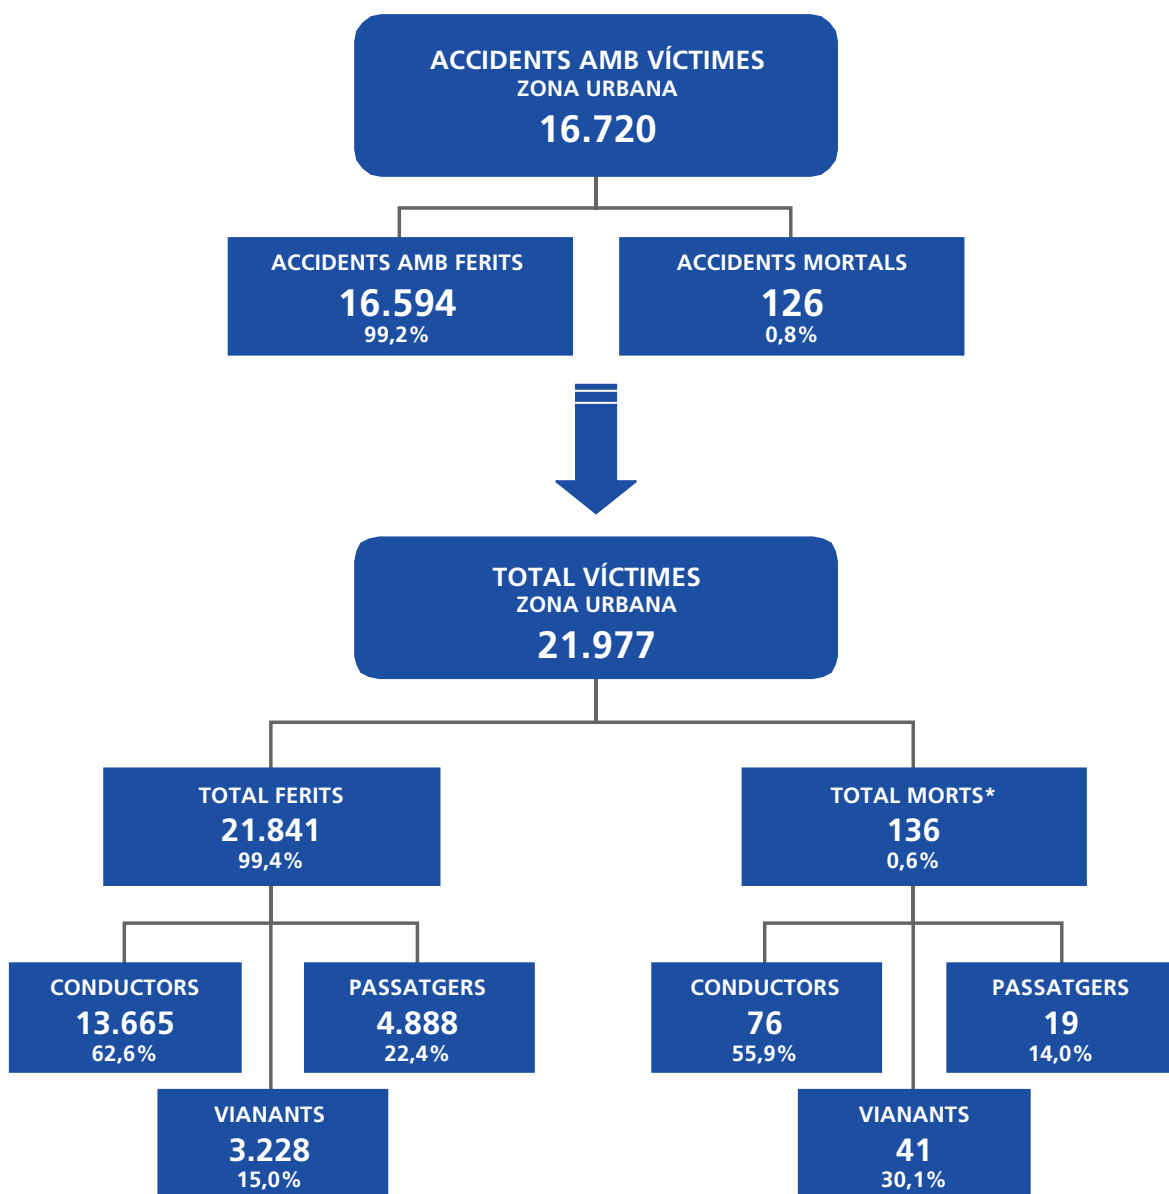 ACCIDENTS AMB VÍCTIMES
ZONA URBANA
16.720
ACCIDENTS AMB FERITS
16.594
99,2%
ACCIDENTS MORTALS
126
0,8%
TOTAL VÍCTIMES
ZONA URBANA
21.977
TOTAL FERITS
21.841
99,4%
TOTAL MORTS*
136
0,6%
CONDUCTORS
13.665
62,6%
PASSATGERS
4.888
22,4%
VIANANTS
3.228
15,0%
CONDUCTORS
76
55,9%
PASSATGERS
19
14,0%
VIANANTS
41
30,1%